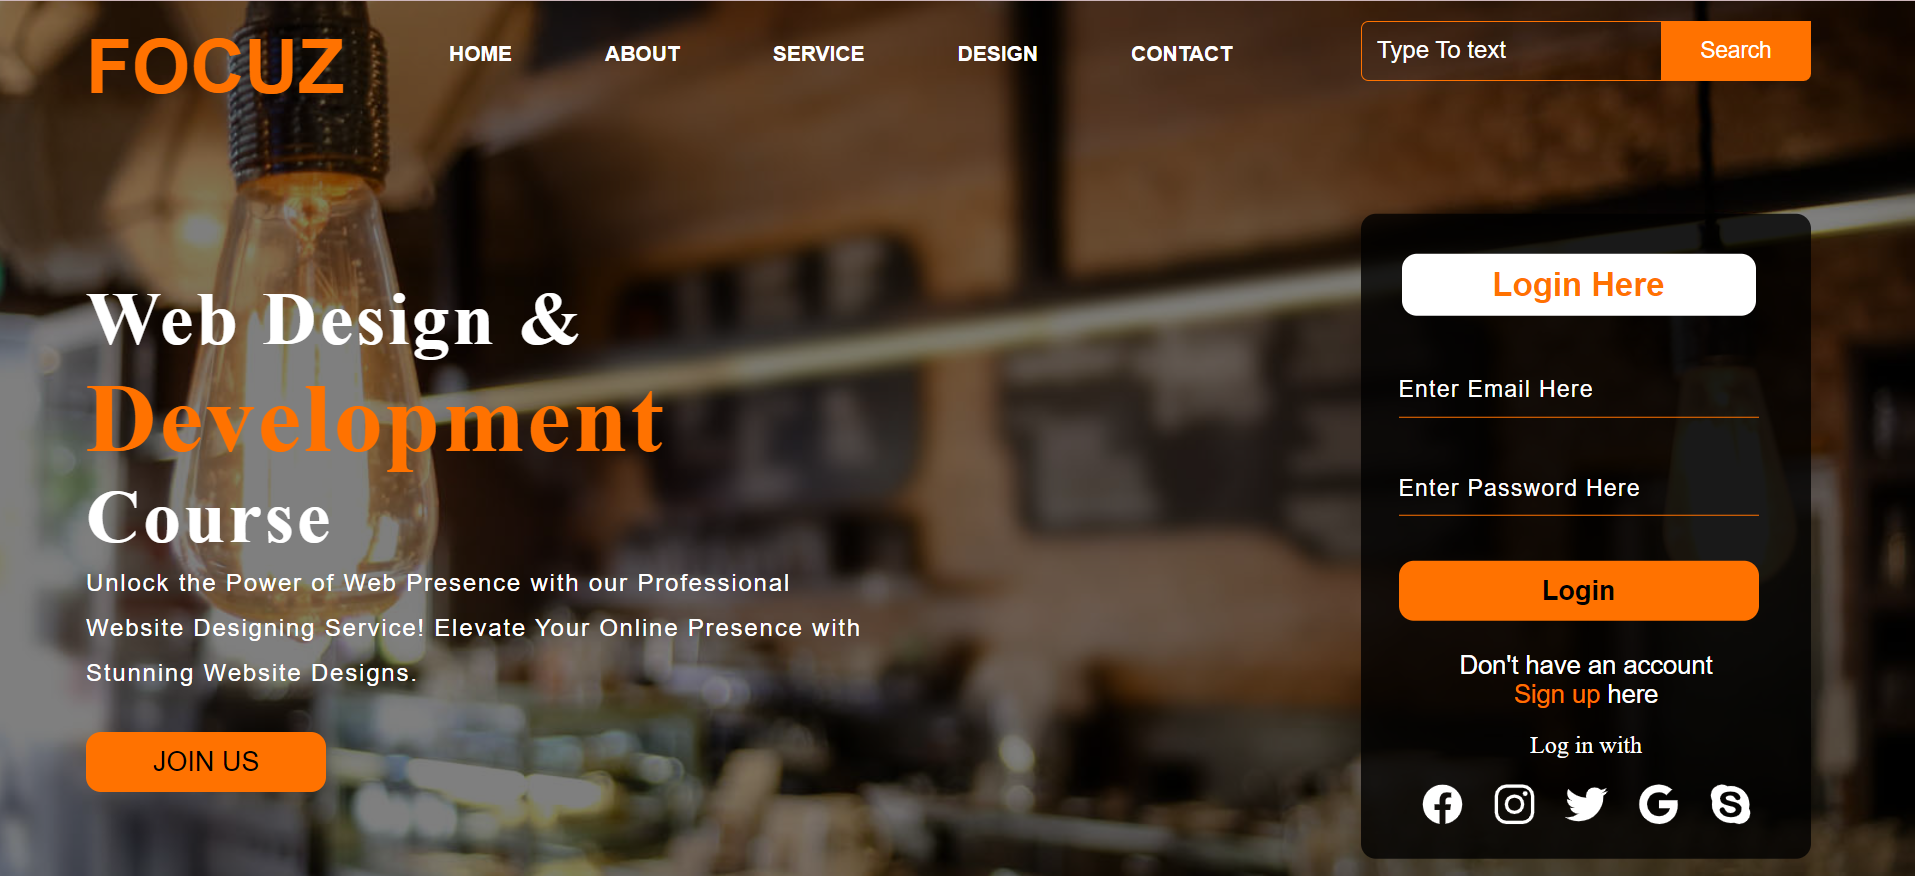 FOCUZ
HOME
ABOUT
SERVICE
DESIGN
CONTACT
Type To text
Search
Web Design &
Development
Course
Unlock the Power of Web Presence with our Professional
Website Designing Service! Elevate Your Online Presence with
Stunning Website Designs.
JOIN US
Login Here
Enter Email Here
Enter Password Here
Login
Don't have an account
Sign up here
Log in with